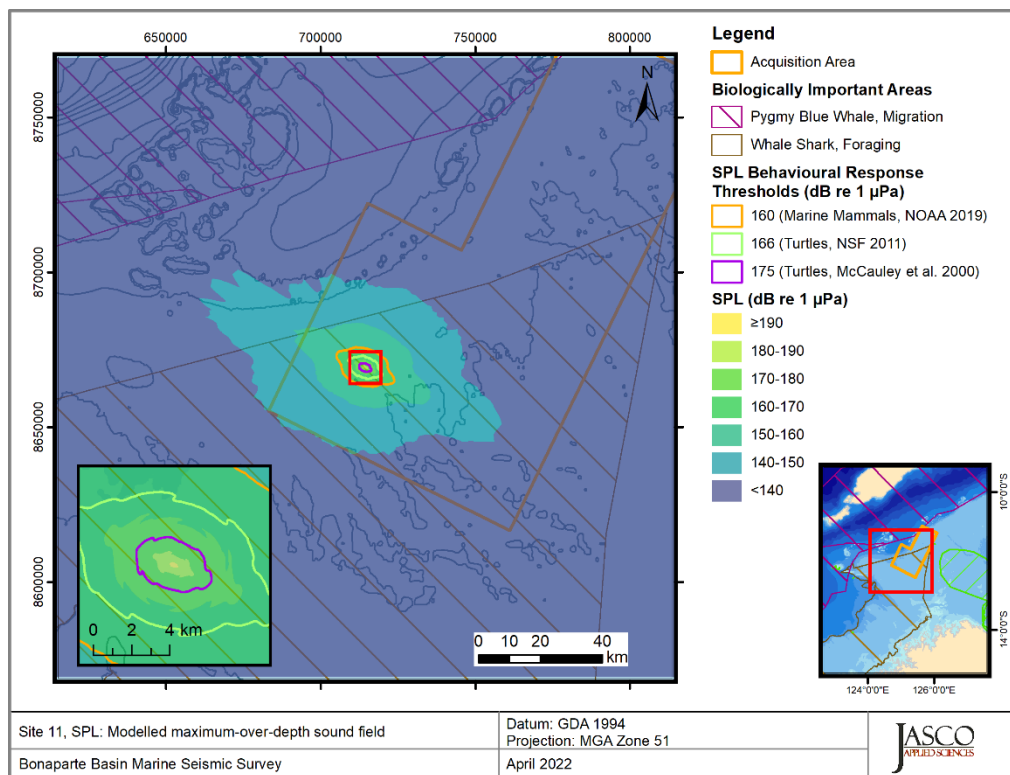 650000 700000 750000 800000
8750000
8700000
8650000
8600000
N
0 2 4 km
0 10 20 40
km
Legend
Acquisition Area
Biologically Important Areas
Pygmy Blue Whale, Migration
Whale Shark, Foraging
SPL Behavioural Response
Thresholds (dB re 1 µPa)
160 (Marine Mammals, NOAA 2019)
166 (Turtles, NSF 2011)
175 (Turtles, McCauley et al. 2000)
SPL (dB re 1 µPa)
≥190
180-190
170-180
160-170
150-160
140-150
<140
10°0'0"S
14°0'0"S
124°0'0"E 126°0'0"E
Site 11, SPL: Modelled maximum-over-depth sound field
Bonaparte Basin Marine Seismic Survey
Datum: GDA 1994
Projection: MGA Zone 51
April 2022
JASCO
APPLIED SCIENCES